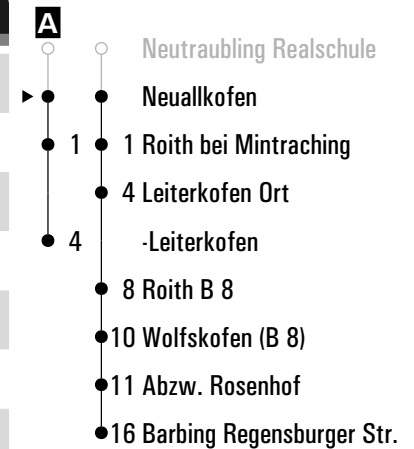 A
Neutraubling Realschule
Neuallkofen
1 1 Roith bei Mintraching
4 Leiterkofen Ort
4 -Leiterkofen
8 Roith B 8
10 Wolfskofen (B 8)
11 Abzw. Rosenhof
16 Barbing Regensburger Str.